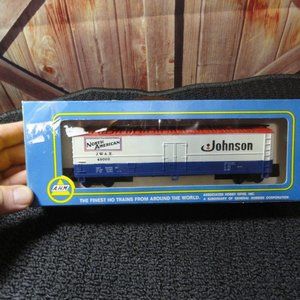 NORTH
AMERICAN
Johnson
A.H.M.
THE FINEST HO TRAINS FROM AROUND THE WORLD.
ASSOCIATED HOBBY MFRS., INC.
A SUBSIDIARY OF GENERAL HOBBIES CORPORATION